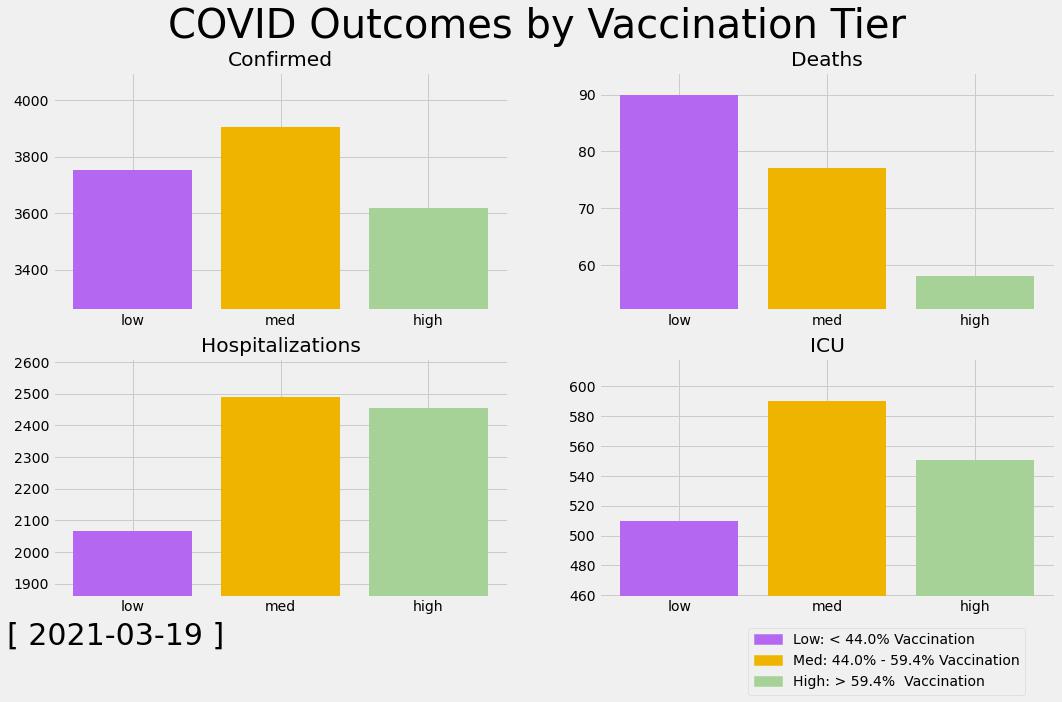 COVID Outcomes by Vaccination Tier
Confirmed
4000
3800
3600
3400
low med high
Deaths
90
80
70
60
low med high
Hospitalizations
2600
2500
2400
2300
2200
2100
2000
1900
low med high
ICU
600
580
560
540
520
500
480
460
low med high
[ 2021-03-19 ]
Low: < 44.0% Vaccination
Med: 44.0% - 59.4% Vaccination
High: > 59.4%  Vaccination